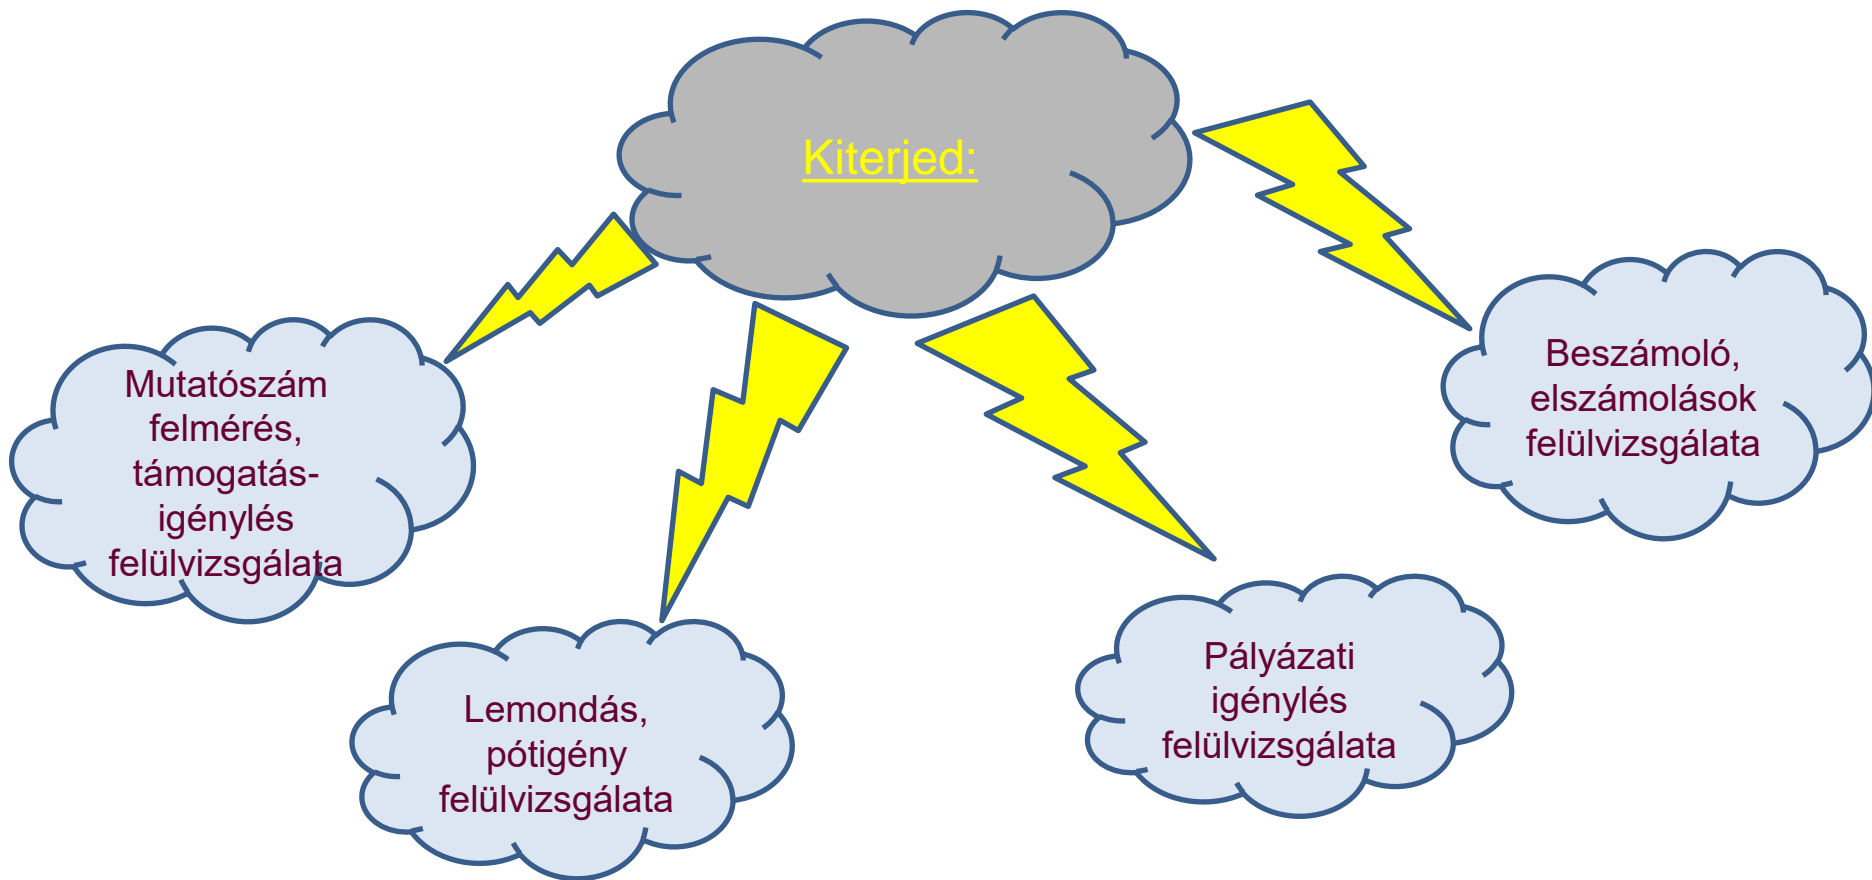 Kiterjed:
Mutatószám
felmérés,
támogatás-
igénylés
felülvizsgálata
Lemondás,
pótigény
felülvizsgálata
Pályázati
igénylés
felülvizsgálata
Beszámoló,
elszámolások
felülvizsgálata